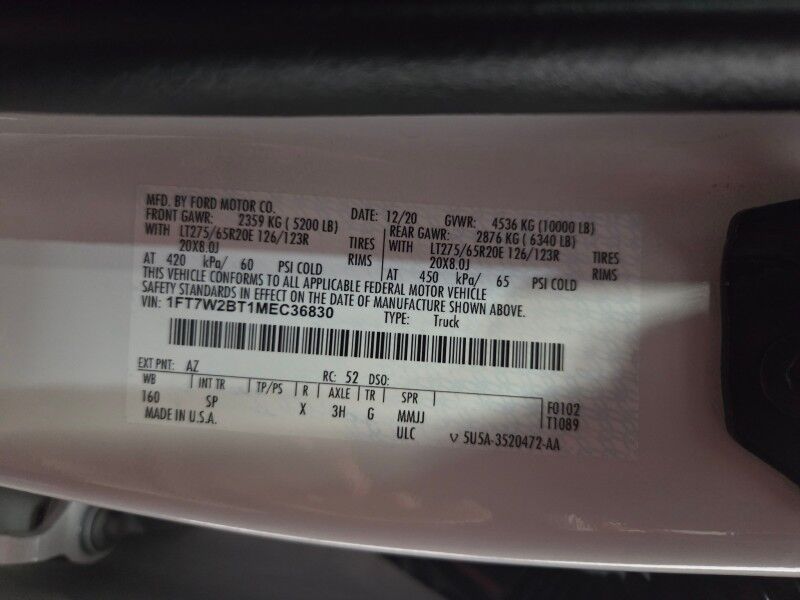 MFD. BY FORD MOTOR CO. DATE: 12/20 GVWR: 4536 KG (10000 LB)
FRONT GAWR: 2359 KG ( 5200 LB) REAR GAWR: 2876 KG ( 6340 LB)
WITH LT275/65R20E 126/123R TIRES WITH LT275/65R20E 126/123R TIRES
20X8.0J RIMS 20X8.0J RIMS
AT 420 kPa/ 60 PSI COLD AT 450 kPa/ 65 PSI COLD
THIS VEHICLE CONFORMS TO ALL APPLICABLE FEDERAL MOTOR VEHICLE
SAFETY STANDARDS IN EFFECT ON THE DATE OF MANUFACTURE SHOWN ABOVE.
VIN: 1FT7W2BT1MEC36830 TYPE: Truck
EXT PNT: AZ RC: 52 DSO:
WB INT TR TP/PS R AXLE TR SPR F0102
160 SP X 3H G MMJJ T1089
MADE IN U.S.A. ULC V 5U5A-3520472-AA